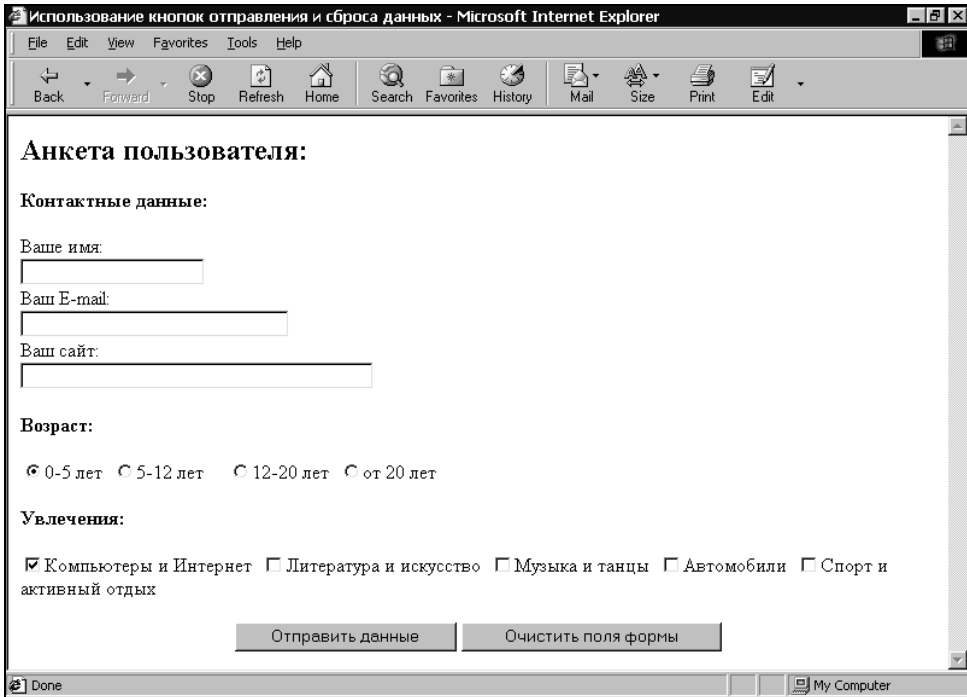 Использование кнопок отправления и сброса данных - Microsoft Internet Explorer
File Edit View Favorites Tools Help
Back Forward Stop Refresh Home Search Favorites History Mail Size Print Edit
Анкета пользователя:
Контактные данные:
Ваше имя:
Ваш E-mail:
Ваш сайт:
Возраст:
0-5 лет 5-12 лет 12-20 лет от 20 лет
Увлечения:
Компьютеры и Интернет Литература и искусство Музыка и танцы Автомобили Спорт и
активный отдых
Отправить данные Очистить поля формы
Done My Computer